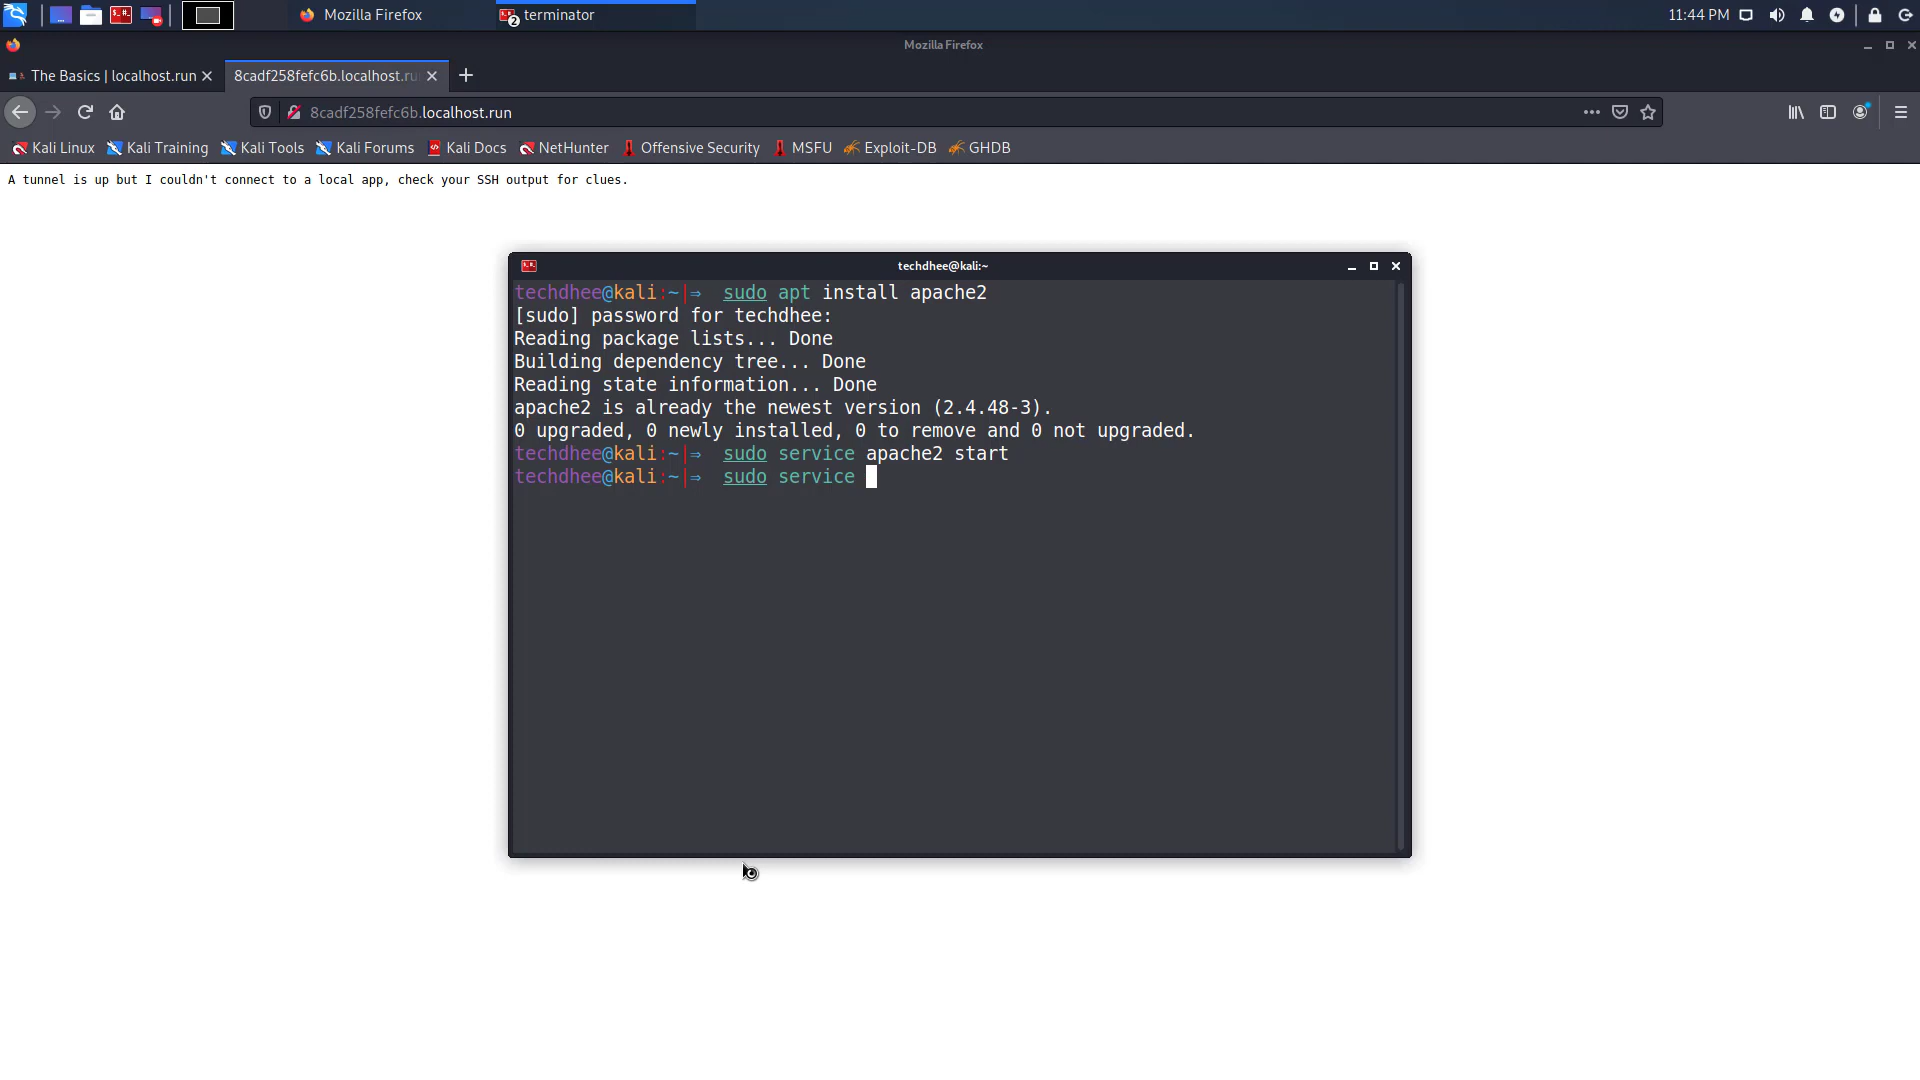 Mozilla Firefox
2
terminator
11:44 PM
Mozilla Firefox
The Basics | localhost.run
8cadf258fefc6b.localhost.ru
8cadf258fefc6b.localhost.run
Kali Linux
Kali Training
Kali Tools
Kali Forums
Kali Docs
NetHunter
Offensive Security
MSFU
Exploit-DB
GHDB
A tunnel is up but I couldn't connect to a local app, check your SSH output for clues.
techdhee@kali:~
techdhee@kali:~|⇒ sudo apt install apache2
[sudo] password for techdhee:
Reading package lists... Done
Building dependency tree... Done
Reading state information... Done
apache2 is already the newest version (2.4.48-3).
0 upgraded, 0 newly installed, 0 to remove and 0 not upgraded.
techdhee@kali:~|⇒ sudo service apache2 start
techdhee@kali:~|⇒ sudo service